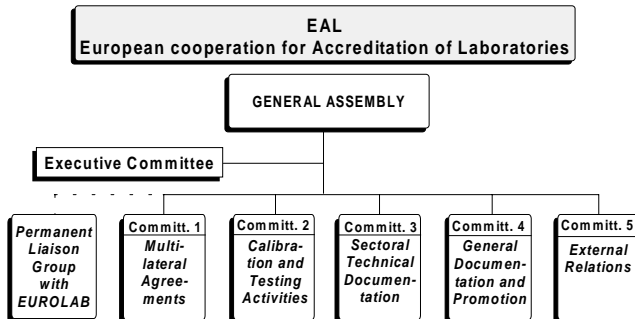 EAL
European cooperation for Accreditation of Laboratories
GENERAL ASSEMBLY
Executive Committee
Permanent
Liaison
Group
with
EUROLAB
Committ. 1
Multi-
lateral
Agree-
ments
Committ. 2
Calibra-
tion and
Testing
Activities
Committ. 3
Sectoral
Technical
Documen-
tation
Committ. 4
General
Documen-
tation and
Promotion
Committ. 5
External
Relations